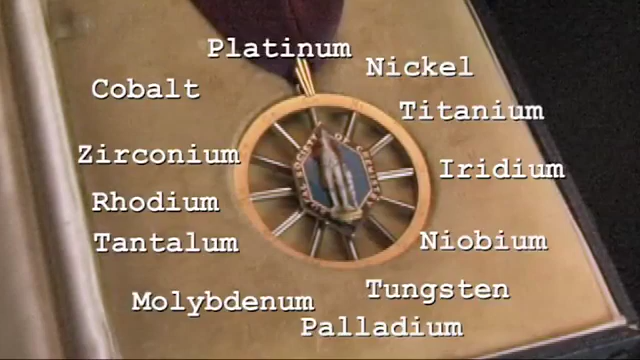 Platinum
Nickel
Cobalt
Titanium
Zirconium
Iridium
Rhodium
Tantalum
Niobium
Tungsten
Molybdenum
Palladium